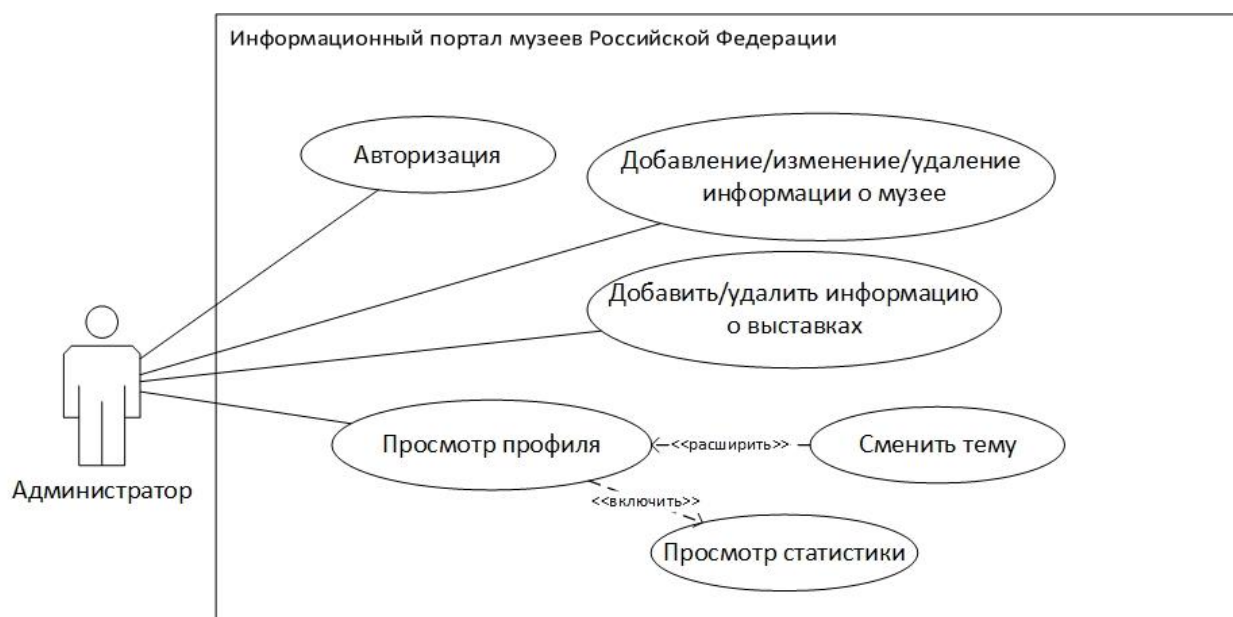 Информационный портал музеев Российской Федерации
Авторизация
Добавление/изменение/удаление
информации о музее
Добавить/удалить информацию
о выставках
Просмотр профиля
<<расширить>>
Сменить тему
<<включить>>
Просмотр статистики
Администратор